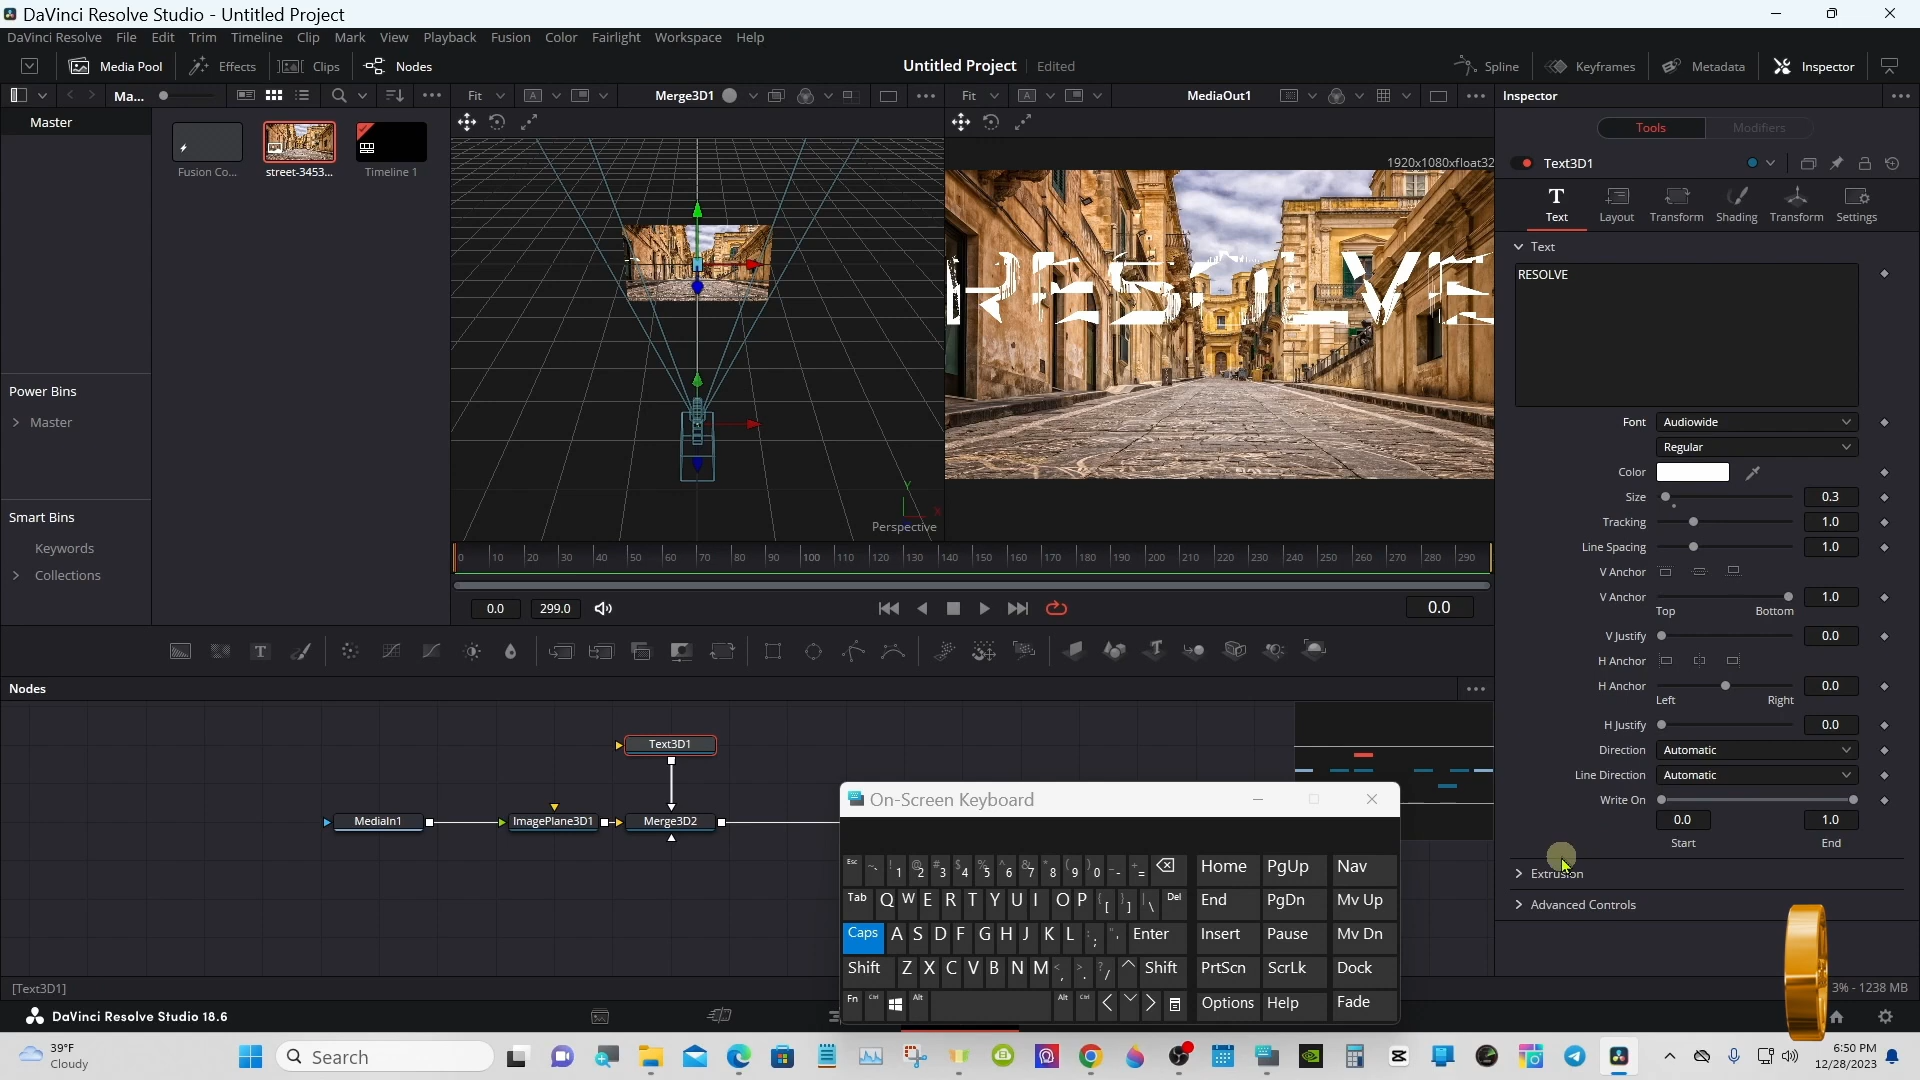 DaVinci Resolve Studio - Untitled Project
DaVinci Resolve File Edit Trim Timeline Clip Mark View Playback Fusion Color Fairlight Workspace Help
Media Pool Effects Clips Nodes Untitled Project Edited Spline Keyframes Metadata Inspector
Ma... Fit Merge3D1 Fit MediaOut1 Inspector
Master
Fusion Co... street-3453... Timeline 1
Power Bins
Master
Smart Bins
Keywords
Collections
Perspective
Y
X
1920x1080xfloat32
RESOLVE
Tools Modifiers
Text3D1
Text Layout Transform Shading Transform Settings
Text
RESOLVE
Font Audiowide
Regular
Color
Size 0.3
Tracking 1.0
Line Spacing 1.0
V Anchor
V Anchor 1.0
Top Bottom
V Justify 0.0
H Anchor
H Anchor 0.0
Left Right
H Justify 0.0
Direction Automatic
Line Direction Automatic
Write On
0.0 1.0
Start End
Extrusion
Advanced Controls
0 10 20 30 40 50 60 70 80 90 100 110 120 130 140 150 160 170 180 190 200 210 220 230 240 250 260 270 280 290
0.0 299.0 0.0
Nodes
Text3D1
MediaIn1 ImagePlane3D1 Merge3D2
On-Screen Keyboard
Esc ~ ` ! 1 @ 2 # 3 $ 4 % 5 ^ 6 & 7 * 8 ( 9 ) 0 _ - + = Home PgUp Nav
Tab Q W E R T Y U I O P { [ } ] | \ Del End PgDn Mv Up
Caps A S D F G H J K L : ; " ' Enter Insert Pause Mv Dn
Shift Z X C V B N M < , > . ? / Shift PrtScn ScrLk Dock
Fn Ctrl Alt Alt Ctrl Options Help Fade
[Text3D1]
3% - 1238 MB
DaVinci Resolve Studio 18.6
39°F
Cloudy
Search
6:50 PM
12/28/2023